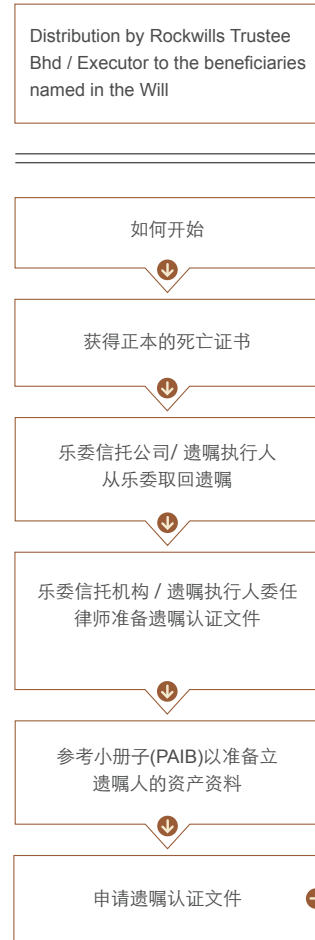 Distribution by Rockwills Trustee
Bhd / Executor to the beneficiaries
named in the Will
如何开始
获得正本的死亡证书
乐委信托公司/ 遗嘱执行人
从乐委取回遗嘱
乐委信托机构 / 遗嘱执行人委任
律师准备遗嘱认证文件
参考小册子(PAIB)以准备立
遗嘱人的资产资料
申请遗嘱认证文件